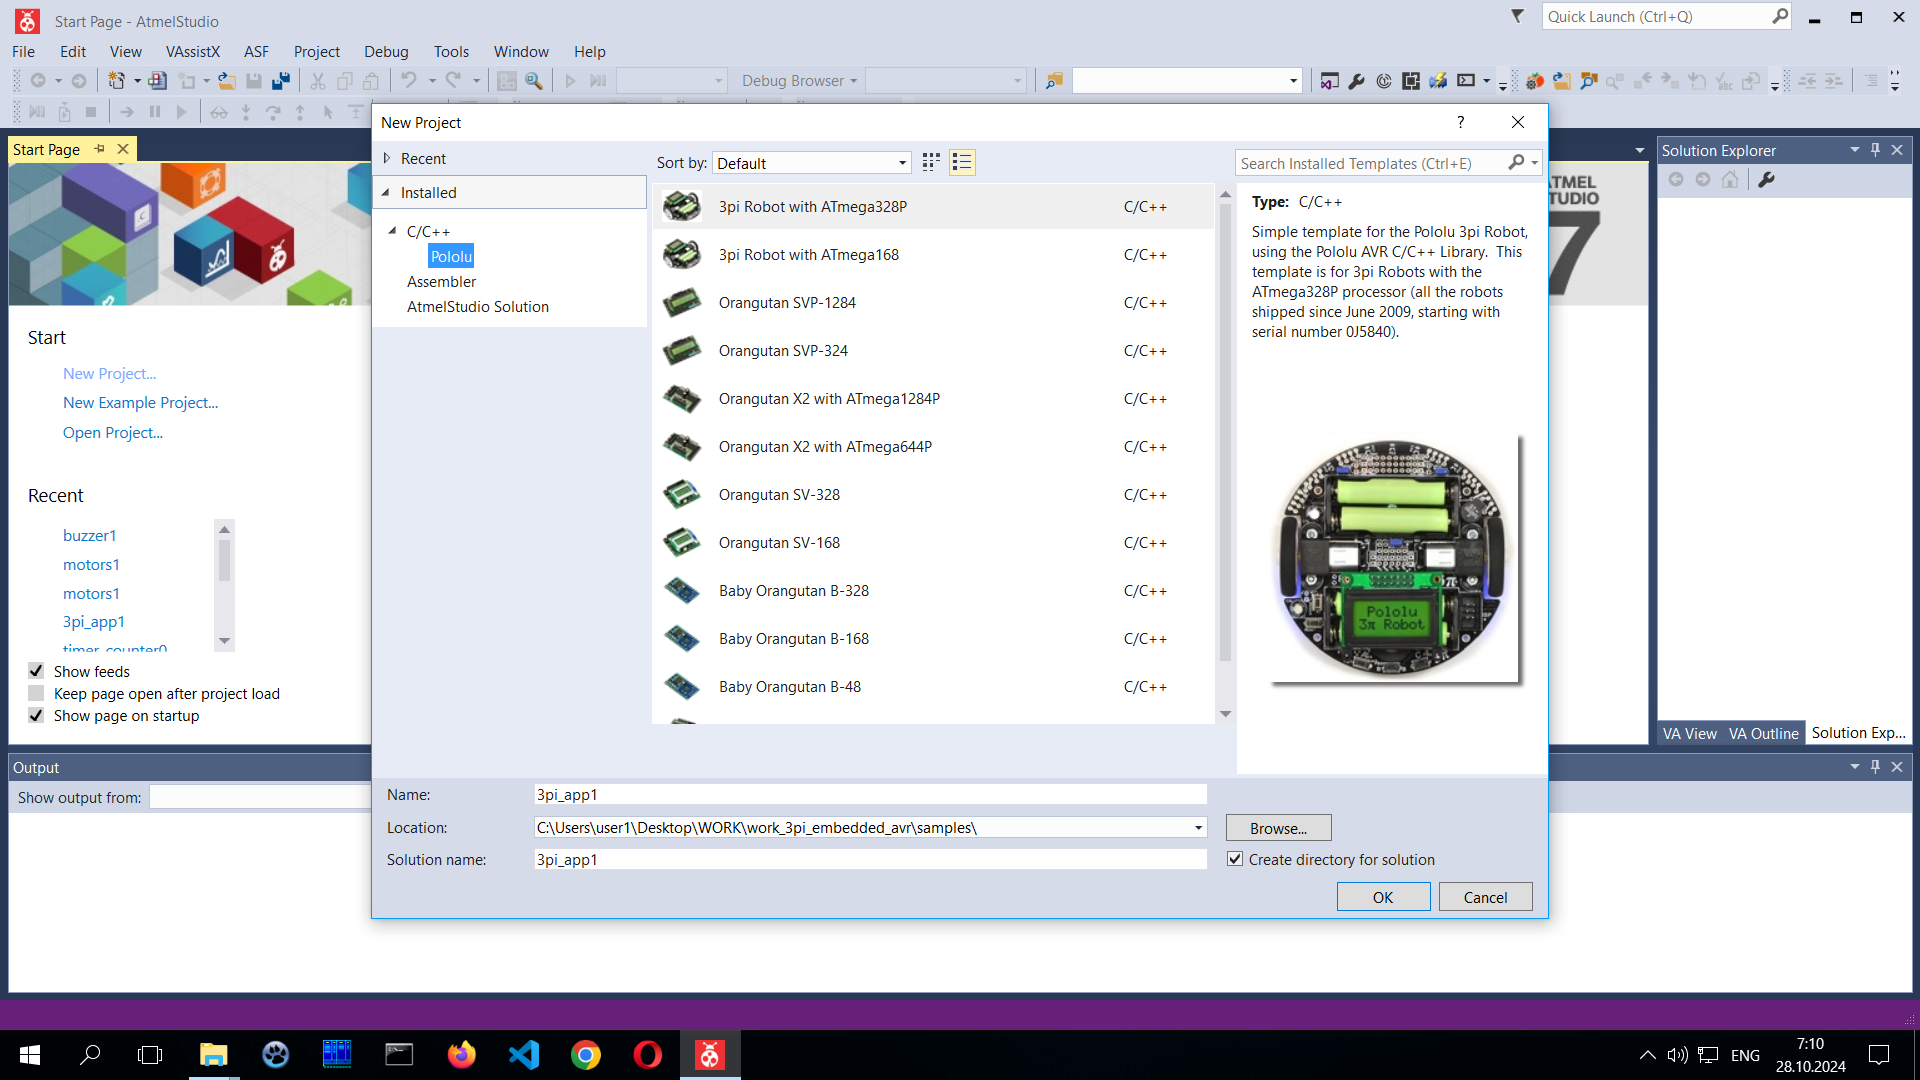 Start Page - AtmelStudio
Quick Launch (Ctrl+Q)
File Edit View VAssistX ASF Project Debug Tools Window Help
Debug Browser
New Project
?
Start Page
Recent
Sort by: Default
Search Installed Templates (Ctrl+E)
Installed
C/C++
Pololu
Assembler
AtmelStudio Solution
3pi Robot with ATmega328P C/C++
3pi Robot with ATmega168 C/C++
Orangutan SVP-1284 C/C++
Orangutan SVP-324 C/C++
Orangutan X2 with ATmega1284P C/C++
Orangutan X2 with ATmega644P C/C++
Orangutan SV-328 C/C++
Orangutan SV-168 C/C++
Baby Orangutan B-328 C/C++
Baby Orangutan B-168 C/C++
Baby Orangutan B-48 C/C++
Type: C/C++
Simple template for the Pololu 3pi Robot,
using the Pololu AVR C/C++ Library. This
template is for 3pi Robots with the
ATmega328P processor (all the robots
shipped since June 2009, starting with
serial number 0J5840).
Pololu
3π Robot
Name: 3pi_app1
Location: C:\Users\user1\Desktop\WORK\work_3pi_embedded_avr\samples\
Browse...
Solution name: 3pi_app1
Create directory for solution
OK Cancel
Start
New Project...
New Example Project...
Open Project...
Recent
buzzer1
motors1
motors1
3pi_app1
timer_counter0
Show feeds
Keep page open after project load
Show page on startup
ATMEL
STUDIO
7
Solution Explorer
VA View VA Outline Solution Exp...
Output
Show output from:
ENG
7:10
28.10.2024